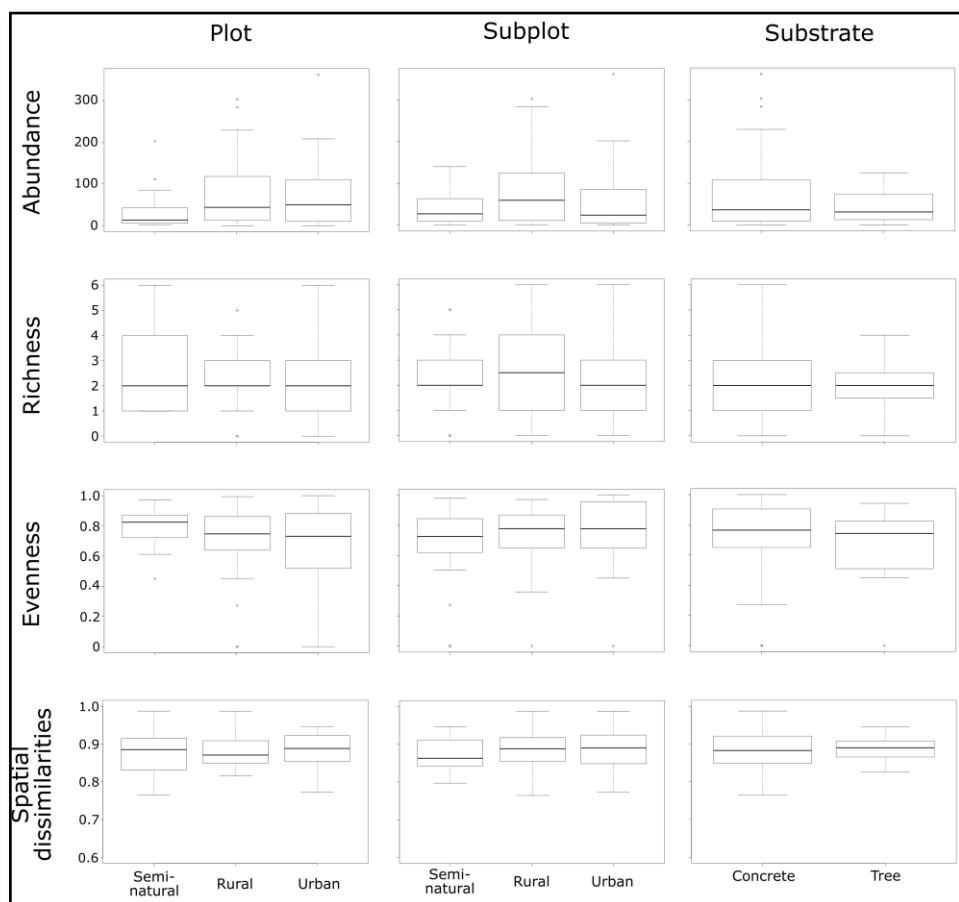 Plot Subplot Substrate
Abundance
300
200
100
0
Richness
6
5
4
3
2
1
0
Evenness
1.0
0.8
0.6
0.4
0.2
0
Spatial
dissimilarities
1.0
0.9
0.8
0.7
0.6
Semi-
natural Rural Urban
Semi-
natural Rural Urban
Concrete Tree